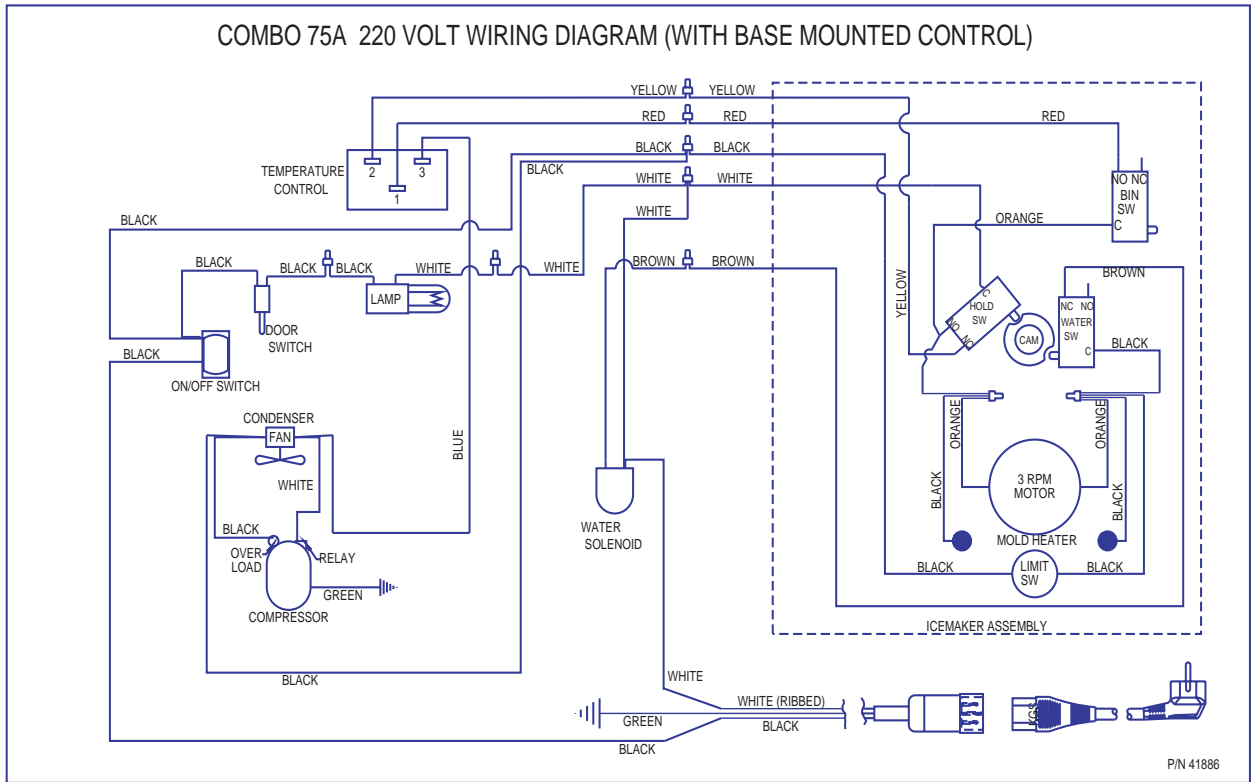 COMBO 75A 220 VOLT WIRING DIAGRAM (WITH BASE MOUNTED CONTROL)
YELLOW YELLOW
RED RED RED
BLACK BLACK
BLACK
WHITE WHITE
WHITE
TEMPERATURE
CONTROL
2 3
1
NO NC
BIN
SW
C
ORANGE
BLACK
BLACK BLACK BLACK WHITE WHITE
BROWN BROWN BROWN
LAMP
DOOR
SWITCH
YELLOW
C
HOLD
SW
NO NC
CAM
NC NO
WATER
SW
C
BLACK
BLACK
ON/OFF SWITCH
CONDENSER
FAN
WHITE
BLUE
BLACK
OVER
LOAD
RELAY
GREEN
COMPRESSOR
BLACK
WATER
SOLENOID
ORANGE ORANGE
BLACK BLACK
3 RPM
MOTOR
MOLD HEATER
BLACK LIMIT BLACK
SW
ICEMAKER ASSEMBLY
WHITE
WHITE (RIBBED)
GREEN
BLACK
BLACK
KGS
P/N 41886